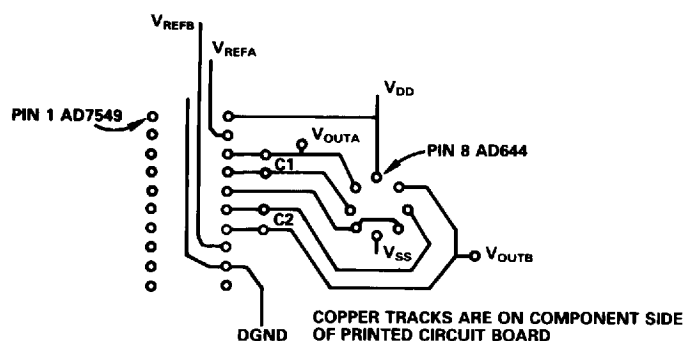 VREFB
VREFA
VDD
PIN 1 AD7549
VOUTA
PIN 8 AD644
C1
C2
VSS
VOUTB
DGND
COPPER TRACKS ARE ON COMPONENT SIDE
OF PRINTED CIRCUIT BOARD